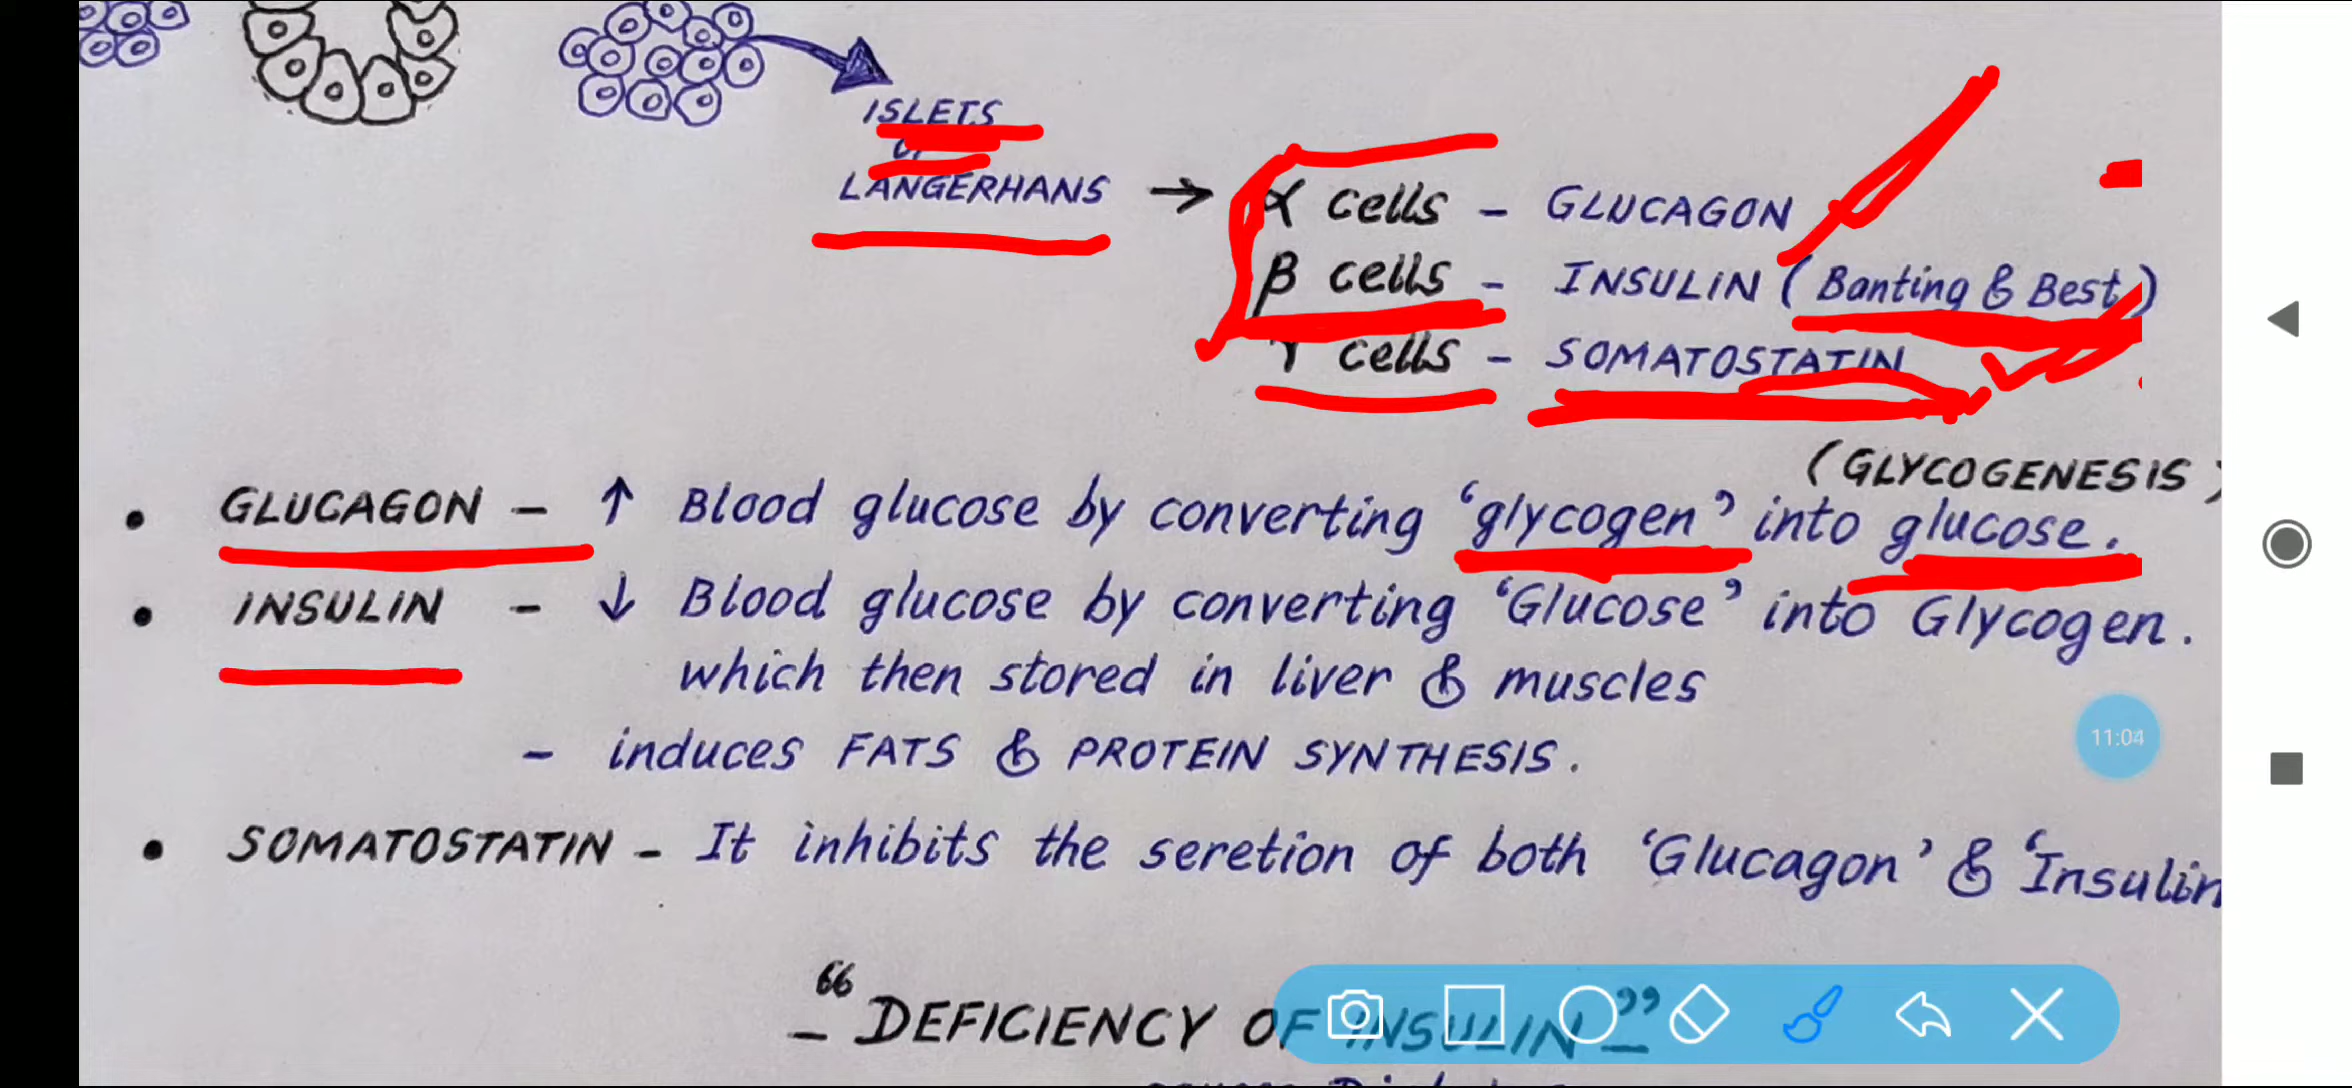 ISLETS
OF
LANGERHANS → α cells - GLUCAGON
β cells - INSULIN (Banting & Best)
γ cells - SOMATOSTATIN
(GLYCOGENESIS)
• GLUCAGON - ↑ Blood glucose by converting 'glycogen' into glucose.
• INSULIN - ↓ Blood glucose by converting 'Glucose' into Glycogen.
which then stored in liver & muscles
11:04
- induces FATS & PROTEIN SYNTHESIS.
• SOMATOSTATIN - It inhibits the seretion of both 'Glucagon' & 'Insulin
"DEFICIENCY OF INSULIN"